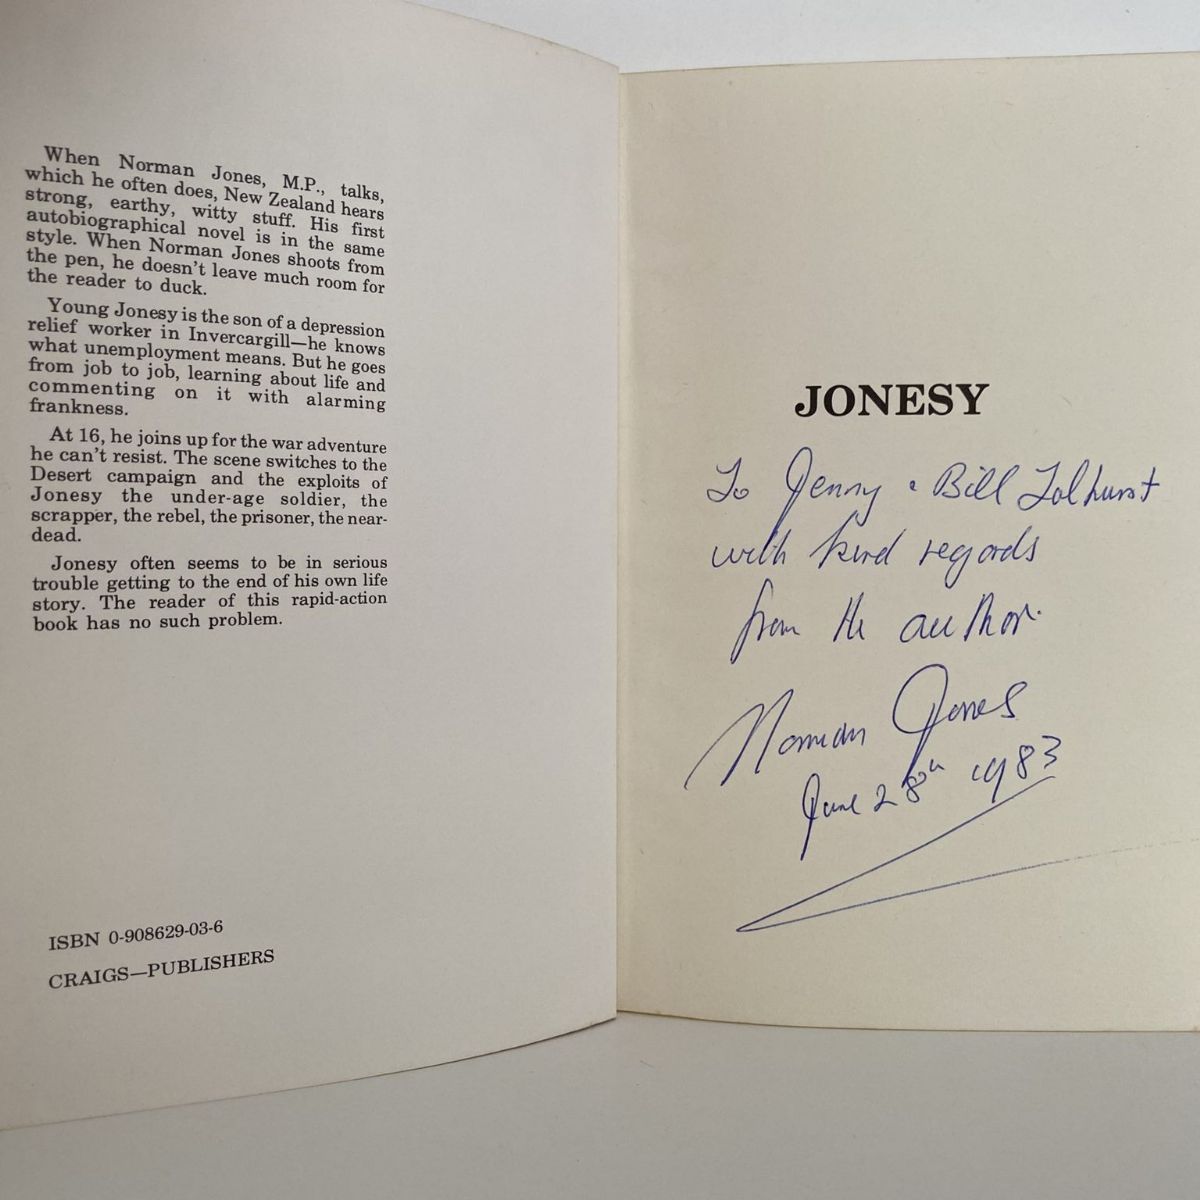 When Norman Jones, M.P., talks,
which he often does, New Zealand hears
strong, earthy, witty stuff. His first
autobiographical novel is in the same
style. When Norman Jones shoots from
the pen, he doesn't leave much room for
the reader to duck.
Young Jonesy is the son of a depression
relief worker in Invercargill—he knows
what unemployment means. But he goes
from job to job, learning about life and
commenting on it with alarming
frankness.
At 16, he joins up for the war adventure
he can't resist. The scene switches to the
Desert campaign and the exploits of
Jonesy the under-age soldier, the
scrapper, the rebel, the prisoner, the near-
dead.
Jonesy often seems to be in serious
trouble getting to the end of his own life
story. The reader of this rapid-action
book has no such problem.
ISBN 0-908629-03-6
CRAIGS—PUBLISHERS
JONESY
To Jenny & Bill Tolhurst
with kind regards
from the author.
Norman Jones
June 28th 1983